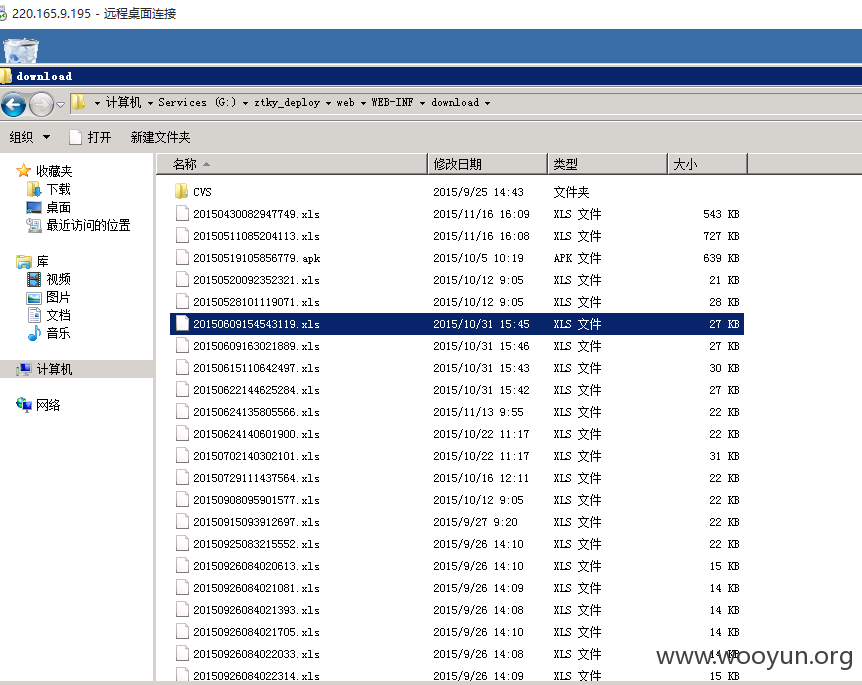 220.165.9.195 - 远程桌面连接
download
计算机 Services (G:) ztky_deploy web WEB-INF download
组织 打开 新建文件夹
名称 修改日期 类型 大小
收藏夹
下载
桌面
最近访问的位置
库
视频
图片
文档
音乐
计算机
网络
CVS 2015/9/25 14:43 文件夹
20150430082947749.xls 2015/11/16 16:09 XLS 文件 543 KB
20150511085204113.xls 2015/11/16 16:08 XLS 文件 727 KB
20150519105856779.apk 2015/10/5 10:19 APK 文件 639 KB
20150520092352321.xls 2015/10/12 9:05 XLS 文件 21 KB
20150528101119071.xls 2015/10/12 9:05 XLS 文件 28 KB
20150609154543119.xls 2015/10/31 15:45 XLS 文件 27 KB
20150609163021889.xls 2015/10/31 15:46 XLS 文件 27 KB
20150615110642497.xls 2015/10/31 15:43 XLS 文件 30 KB
20150622144625284.xls 2015/10/31 15:42 XLS 文件 27 KB
20150624135805566.xls 2015/11/13 9:55 XLS 文件 22 KB
20150624140601900.xls 2015/10/22 11:17 XLS 文件 22 KB
20150702140302101.xls 2015/10/22 11:17 XLS 文件 31 KB
20150729111437564.xls 2015/10/16 12:11 XLS 文件 22 KB
20150908095901577.xls 2015/10/12 9:05 XLS 文件 22 KB
20150915093912697.xls 2015/9/27 9:20 XLS 文件 22 KB
20150925083215552.xls 2015/9/26 14:10 XLS 文件 22 KB
20150926084020613.xls 2015/9/26 14:10 XLS 文件 15 KB
20150926084021081.xls 2015/9/26 14:09 XLS 文件 14 KB
20150926084021393.xls 2015/9/26 14:08 XLS 文件 14 KB
20150926084021705.xls 2015/9/26 14:10 XLS 文件 14 KB
20150926084022033.xls 2015/9/26 14:08 XLS 文件 14 KB
20150926084022314.xls 2015/9/26 14:09 XLS 文件 15 KB
www.wooyun.org